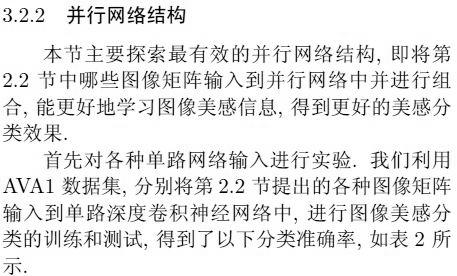 3.2.2 并行网络结构
本节主要探索最有效的并行网络结构, 即将第
2.2 节中哪些图像矩阵输入到并行网络中并进行组
合, 能更好地学习图像美感信息, 得到更好的美感分
类效果.
首先对各种单路网络输入进行实验. 我们利用
AVA1 数据集, 分别将第 2.2 节提出的各种图像矩阵
输入到单路深度卷积神经网络中, 进行图像美感分
类的训练和测试, 得到了以下分类准确率, 如表 2 所
示.